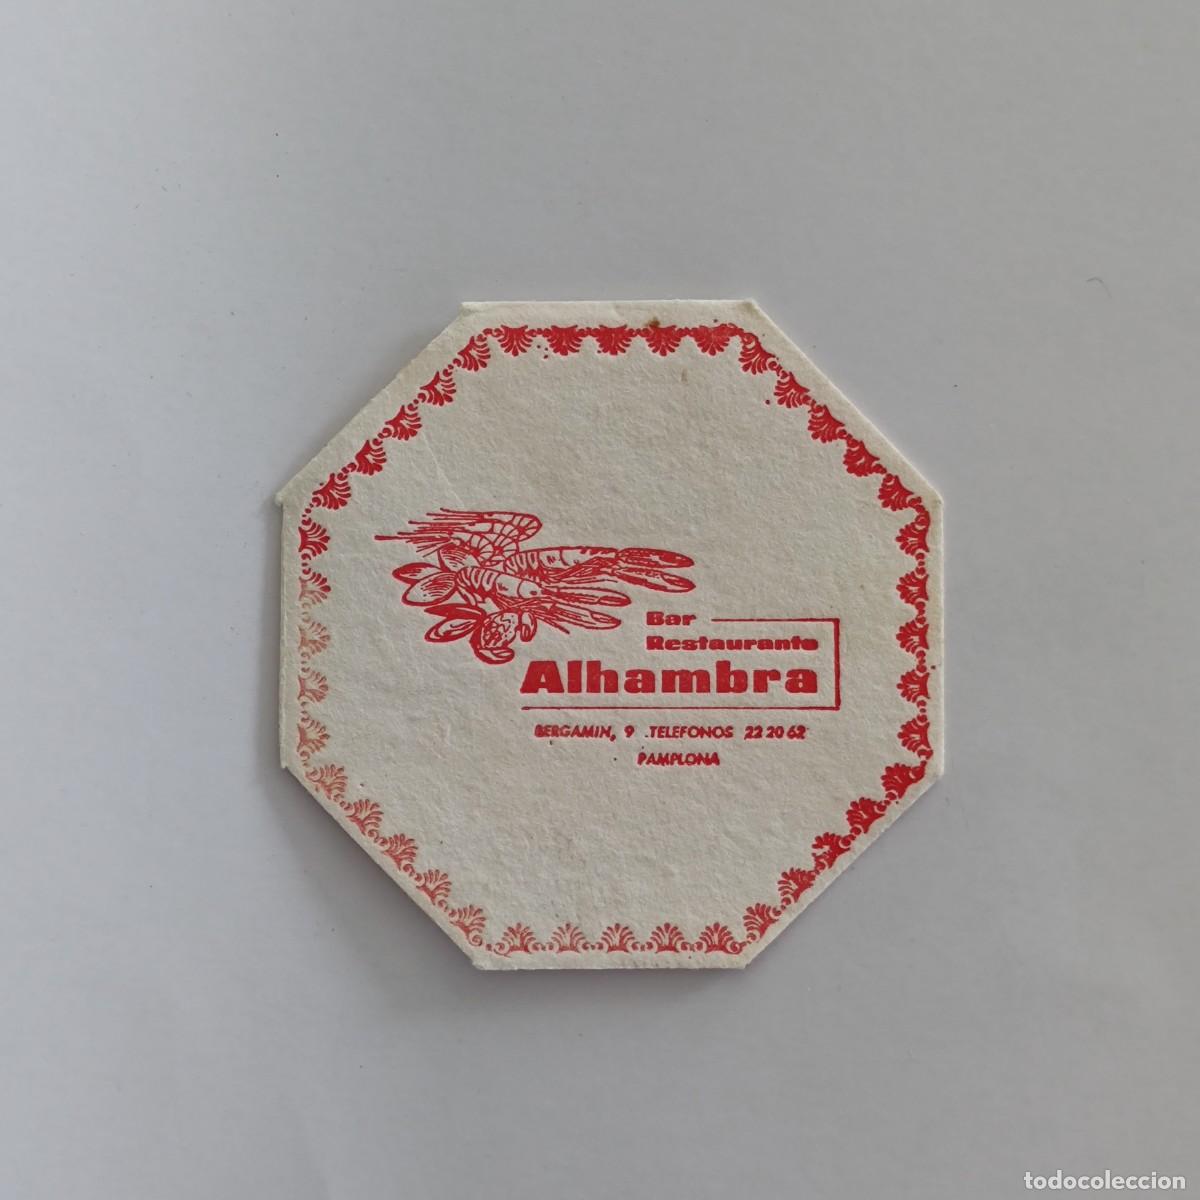 Bar
Restaurante
Alhambra
BERGAMIN, 9 . TELEFONOS 22 20 62
PAMPLONA
todocoleccion